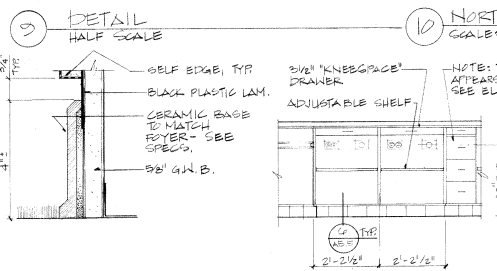 9
DETAIL
HALF SCALE
3/4"
TYP.
SELF EDGE, TYP.
BLACK PLASTIC LAM.
CERAMIC BASE
TO MATCH
FOYER - SEE
SPECS.
5/8" G.W.B.
4"±
10
NORT
SCALE:
3 1/2" "KNEESPACE"
DRAWER
ADJUSTABLE SHELF
NOTE:
APPEARS
SEE EL
6
TYP.
2'-2 1/2"
2'-2 1/2"